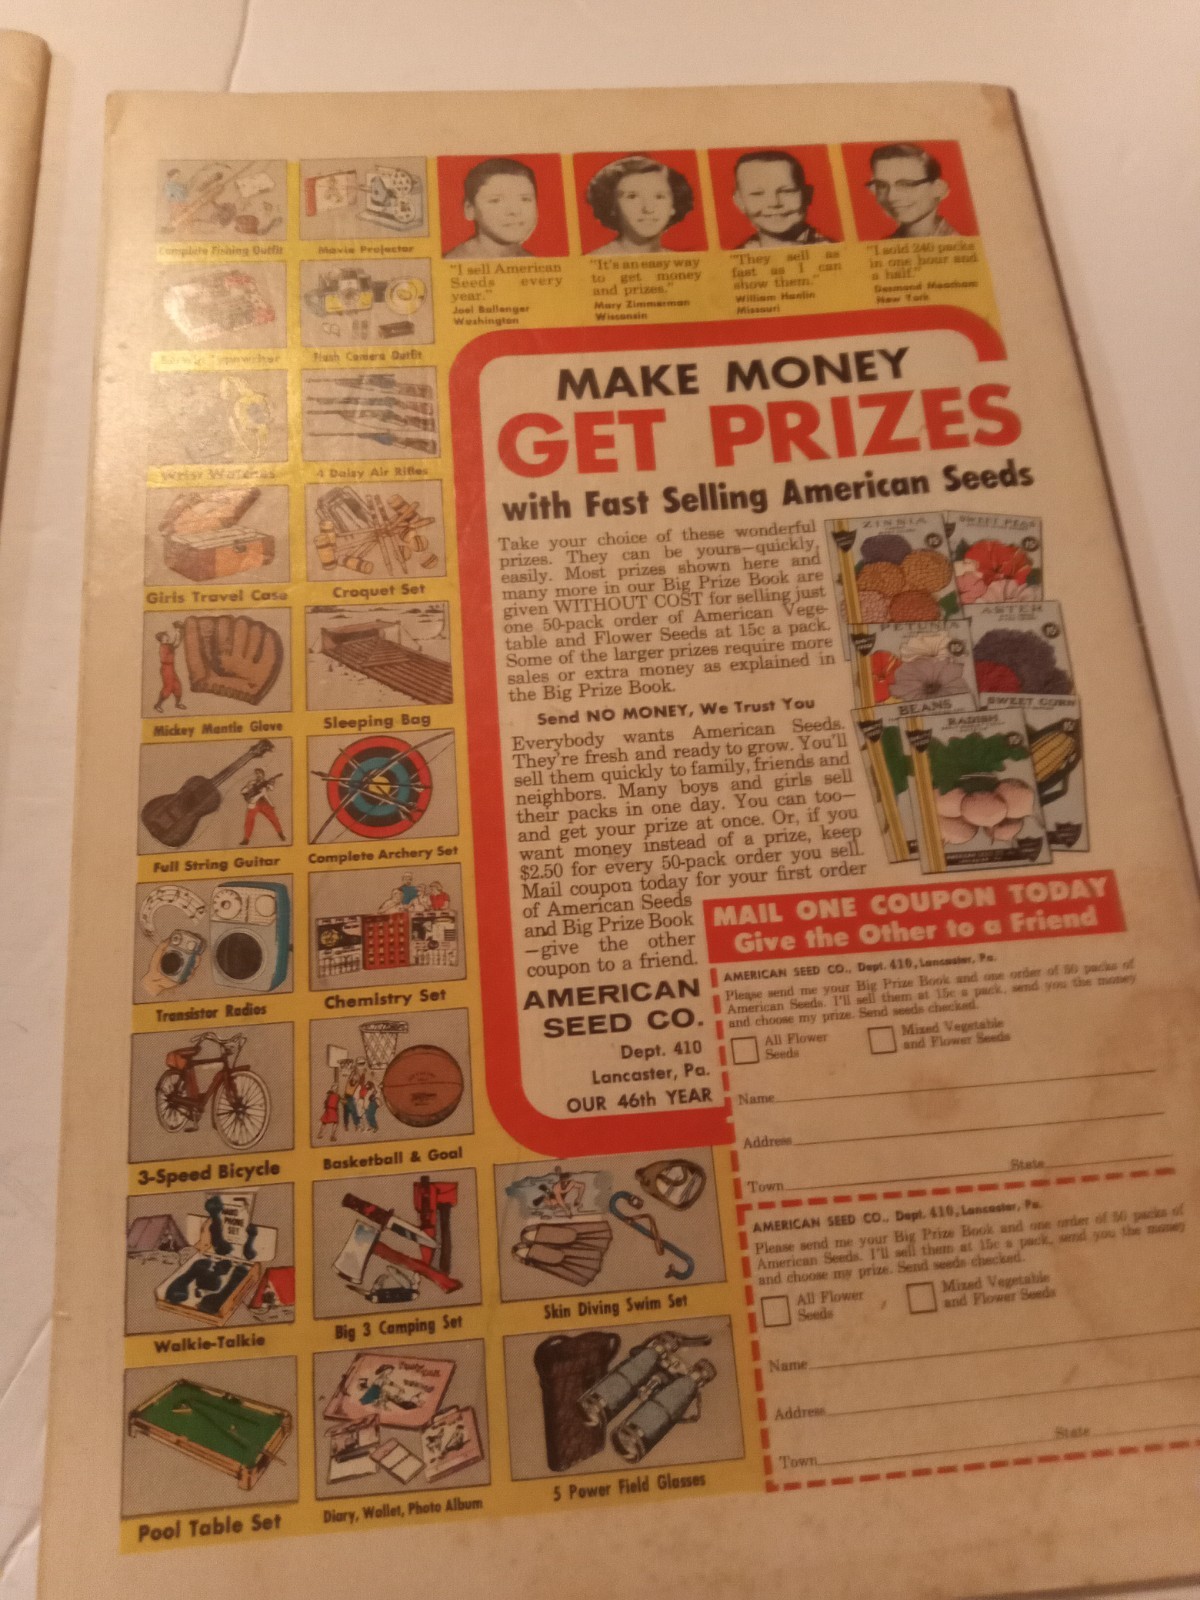 Complete Fishing Outfit
Movie Projector
Flash Camera Outfit
Wrist Watches
4 Daisy Air Rifles
Girls Travel Case
Croquet Set
Mickey Mantle Glove
Sleeping Bag
Full String Guitar
Complete Archery Set
Transistor Radios
Chemistry Set
3-Speed Bicycle
Basketball & Goal
HAND
PHONE
SET
Walkie-Talkie
Big 3 Camping Set
Skin Diving Swim Set
Pool Table Set
Diary, Wallet, Photo Album
5 Power Field Glasses
"I sell American
Seeds every
year."
Joel Ballenger
Washington
"It's an easy way
to get money
and prizes."
Mary Zimmerman
Wisconsin
"They sell as
fast as I can
show them."
William Hanlin
Missouri
"I sold 240 packs
in one hour and
a half."
Desmond Meacham
New York
MAKE MONEY
GET PRIZES
with Fast Selling American Seeds
Take your choice of these wonderful
prizes. They can be yours—quickly,
easily. Most prizes shown here and
many more in our Big Prize Book are
given WITHOUT COST for selling just
one 50-pack order of American Vege-
table and Flower Seeds at 15c a pack.
Some of the larger prizes require more
sales or extra money as explained in
the Big Prize Book.
Send NO MONEY, We Trust You
Everybody wants American Seeds.
They're fresh and ready to grow. You'll
sell them quickly to family, friends and
neighbors. Many boys and girls sell
their packs in one day. You can too—
and get your prize at once. Or, if you
want money instead of a prize, keep
$2.50 for every 50-pack order you sell.
Mail coupon today for your first order
of American Seeds
and Big Prize Book
—give the other
coupon to a friend.
AMERICAN
SEED CO.
Dept. 410
Lancaster, Pa.
OUR 46th YEAR
ZINNIA
SWEET PEAS
ASTER
PETUNIA
BEANS
SWEET CORN
RADISH
MAIL ONE COUPON TODAY
Give the Other to a Friend
AMERICAN SEED CO., Dept. 410, Lancaster, Pa.
Please send me your Big Prize Book and one order of 50 packs of
American Seeds. I'll sell them at 15c a pack, send you the money
and choose my prize. Send seeds checked.
All Flower
Seeds
Mixed Vegetable
and Flower Seeds
Name
Address
Town State
AMERICAN SEED CO., Dept. 410, Lancaster, Pa.
Please send me your Big Prize Book and one order of 50 packs of
American Seeds. I'll sell them at 15c a pack, send you the money
and choose my prize. Send seeds checked.
All Flower
Seeds
Mixed Vegetable
and Flower Seeds
Name
Address
Town State